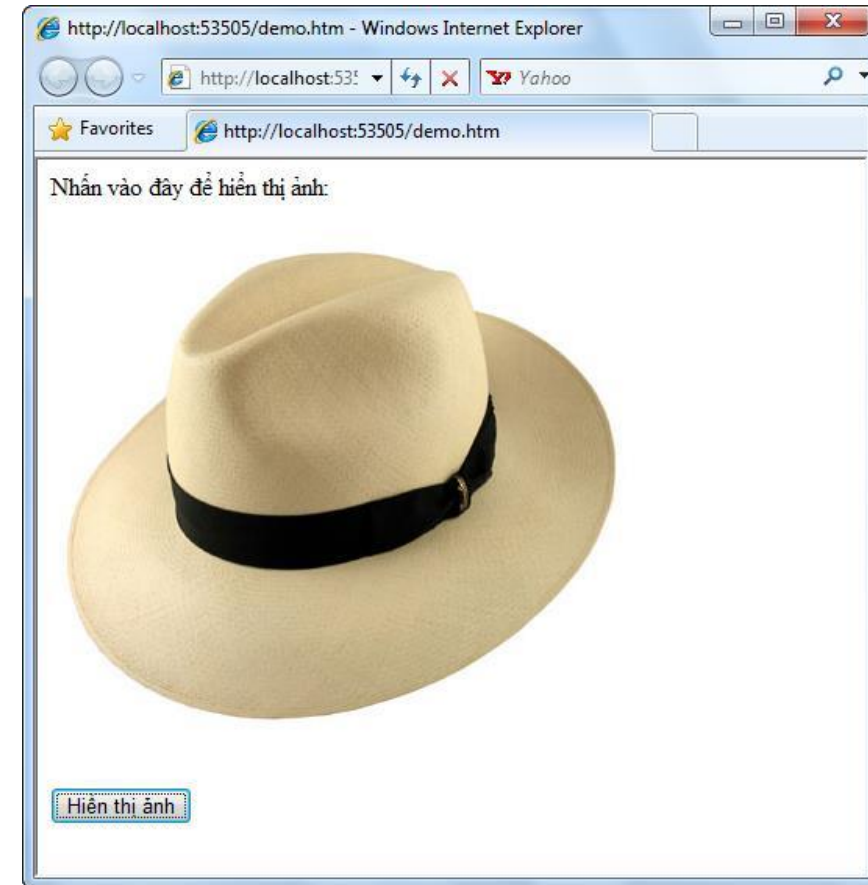 http://localhost:53505/demo.htm - Windows Internet Explorer
http://localhost:53! Yahoo
Favorites http://localhost:53505/demo.htm
Nhấn vào đây để hiển thị ảnh:
Hiển thị ảnh